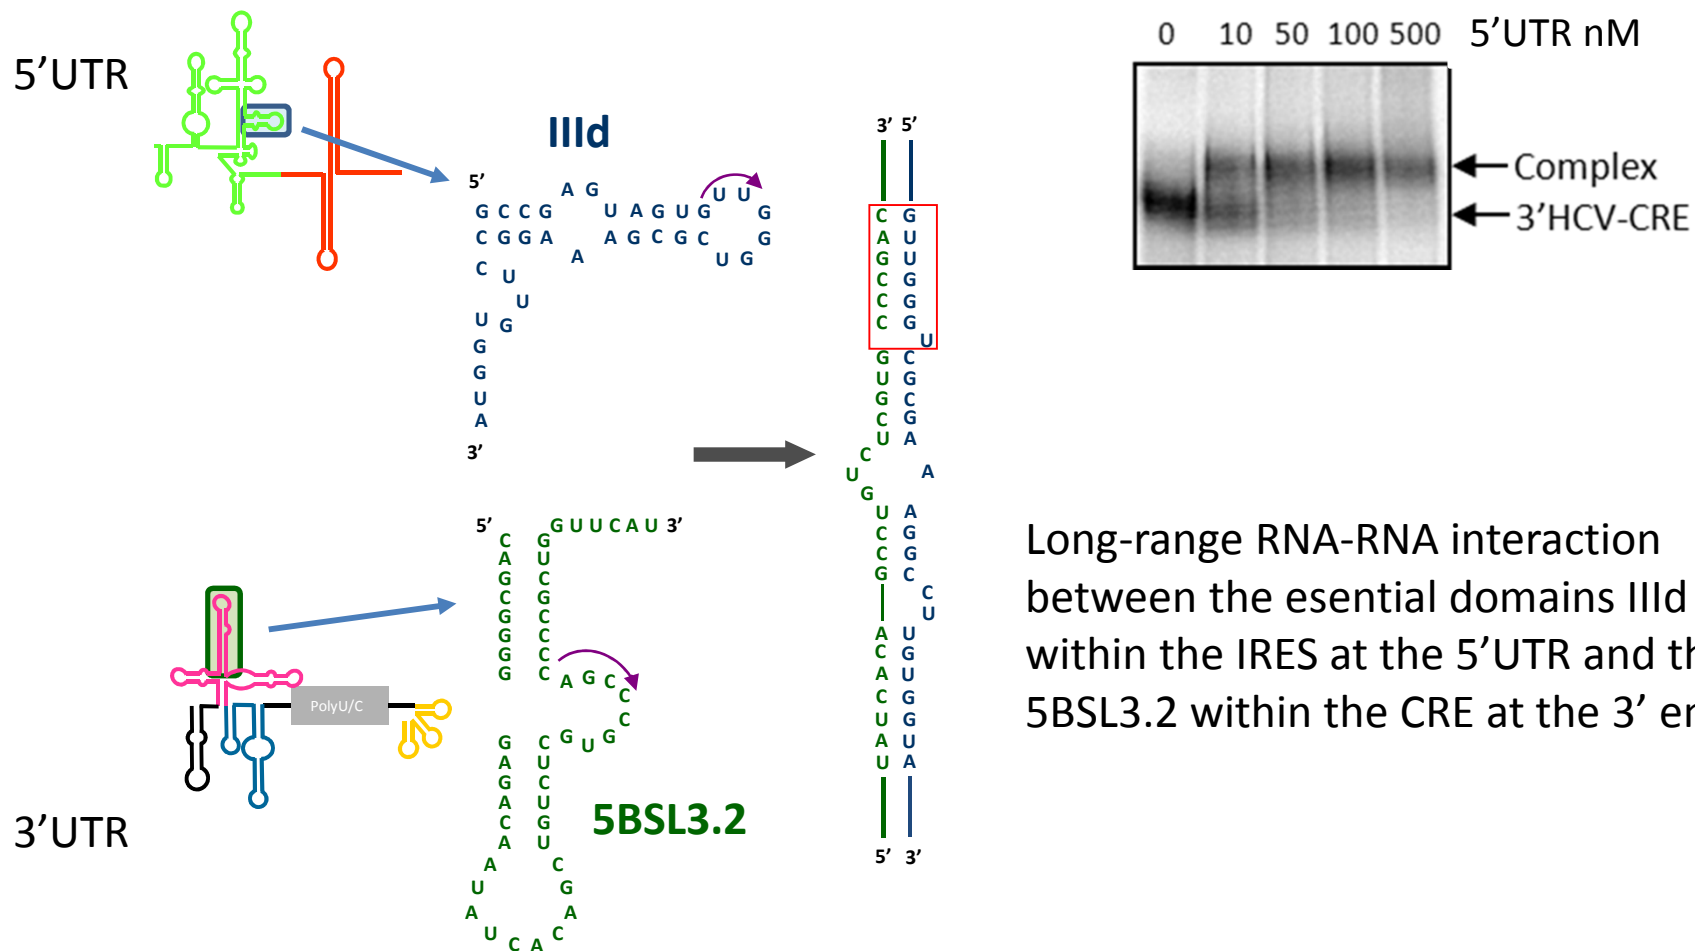 5’UTR
0 10 50 100 500 5’UTR nM
Complex
3’HCV-CRE
IIId
5’
A G
U U
G C C G
U A G U G
G
C G G A
A G C G C
G
A
U G
C
U
U
U
G
G
G
U
A
3’
3’ 5’
C G
A U
G U
C G
C G
C G
U
G C
U G
G C
C G
U A
C
U
A
G
U A
C G
C G
G C
C
U
A U
C G
A U
C G
U G
A U
U A
5’ 3’
5’
G U U C A U 3’
C G
A U
G C
C G
G C
G C
G C
G C
A G C
C
C
G U G
G C
A U
G C
A U
C G
A U
A C
U G
A A
U C A C
5BSL3.2
PolyU/C
3’UTR
Long-range RNA-RNA interaction
between the esential domains IIId
within the IRES at the 5’UTR and th
5BSL3.2 within the CRE at the 3’ e